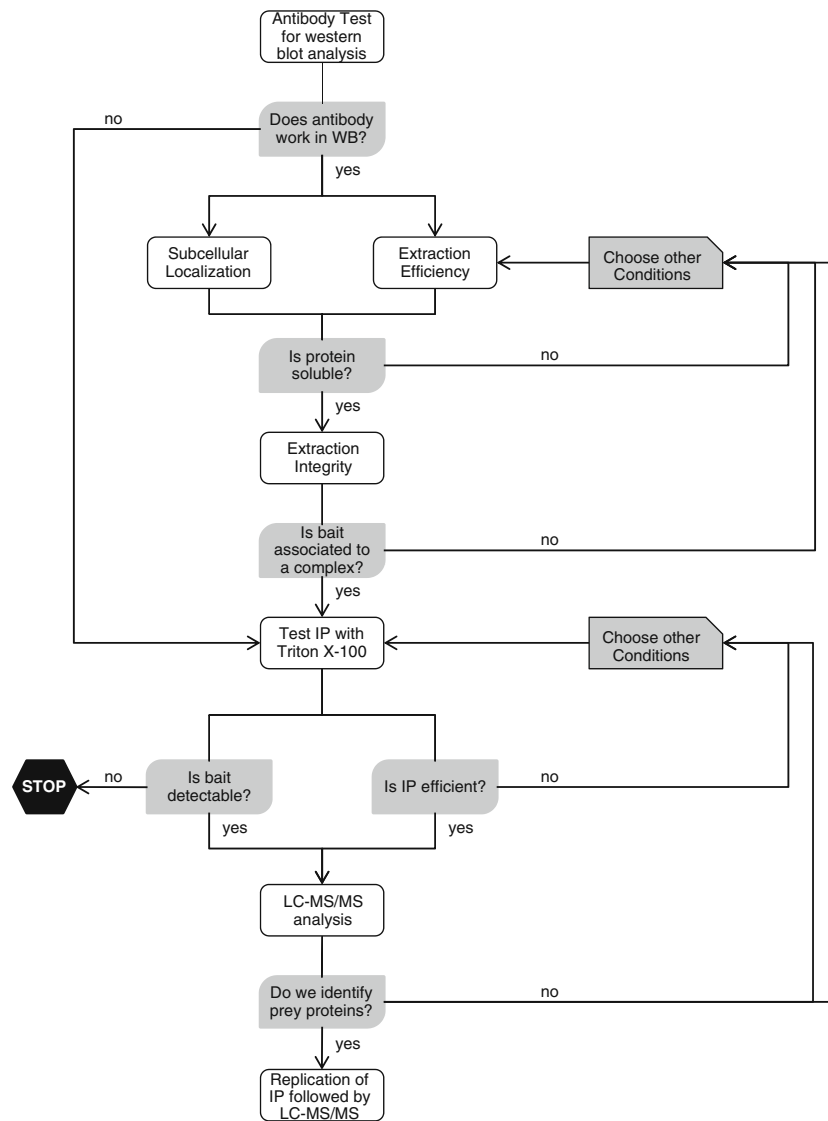 Antibody Test
for western
blot analysis
no
Does antibody
work in WB?
yes
Subcellular
Localization
Extraction
Efficiency
Choose other
Conditions
Is protein
soluble?
no
yes
Extraction
Integrity
Is bait
associated to
a complex?
no
yes
Test IP with
Triton X-100
Choose other
Conditions
STOP
no
Is bait
detectable?
Is IP efficient?
no
yes
yes
LC-MS/MS
analysis
Do we identify
prey proteins?
no
yes
Replication of
IP followed by
LC-MS/MS